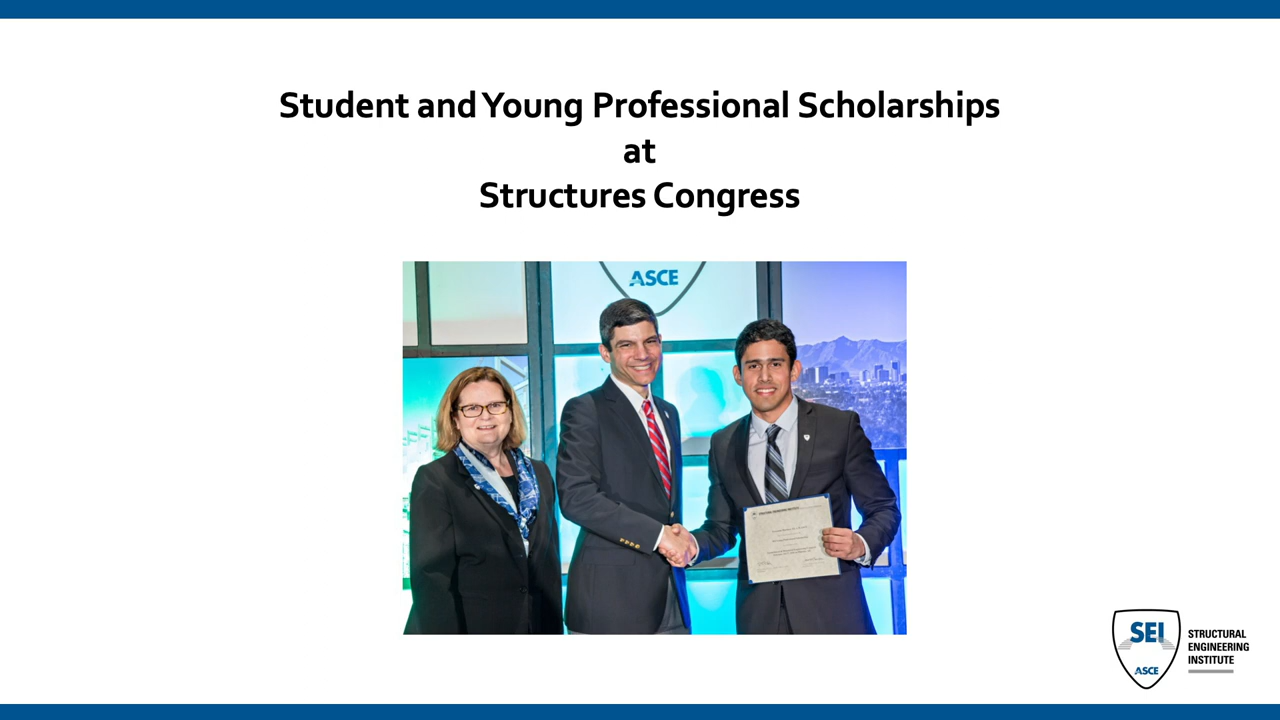 Student and Young Professional Scholarships
at
Structures Congress
ASCE
SEI
ASCE
STRUCTURAL
ENGINEERING
INSTITUTE